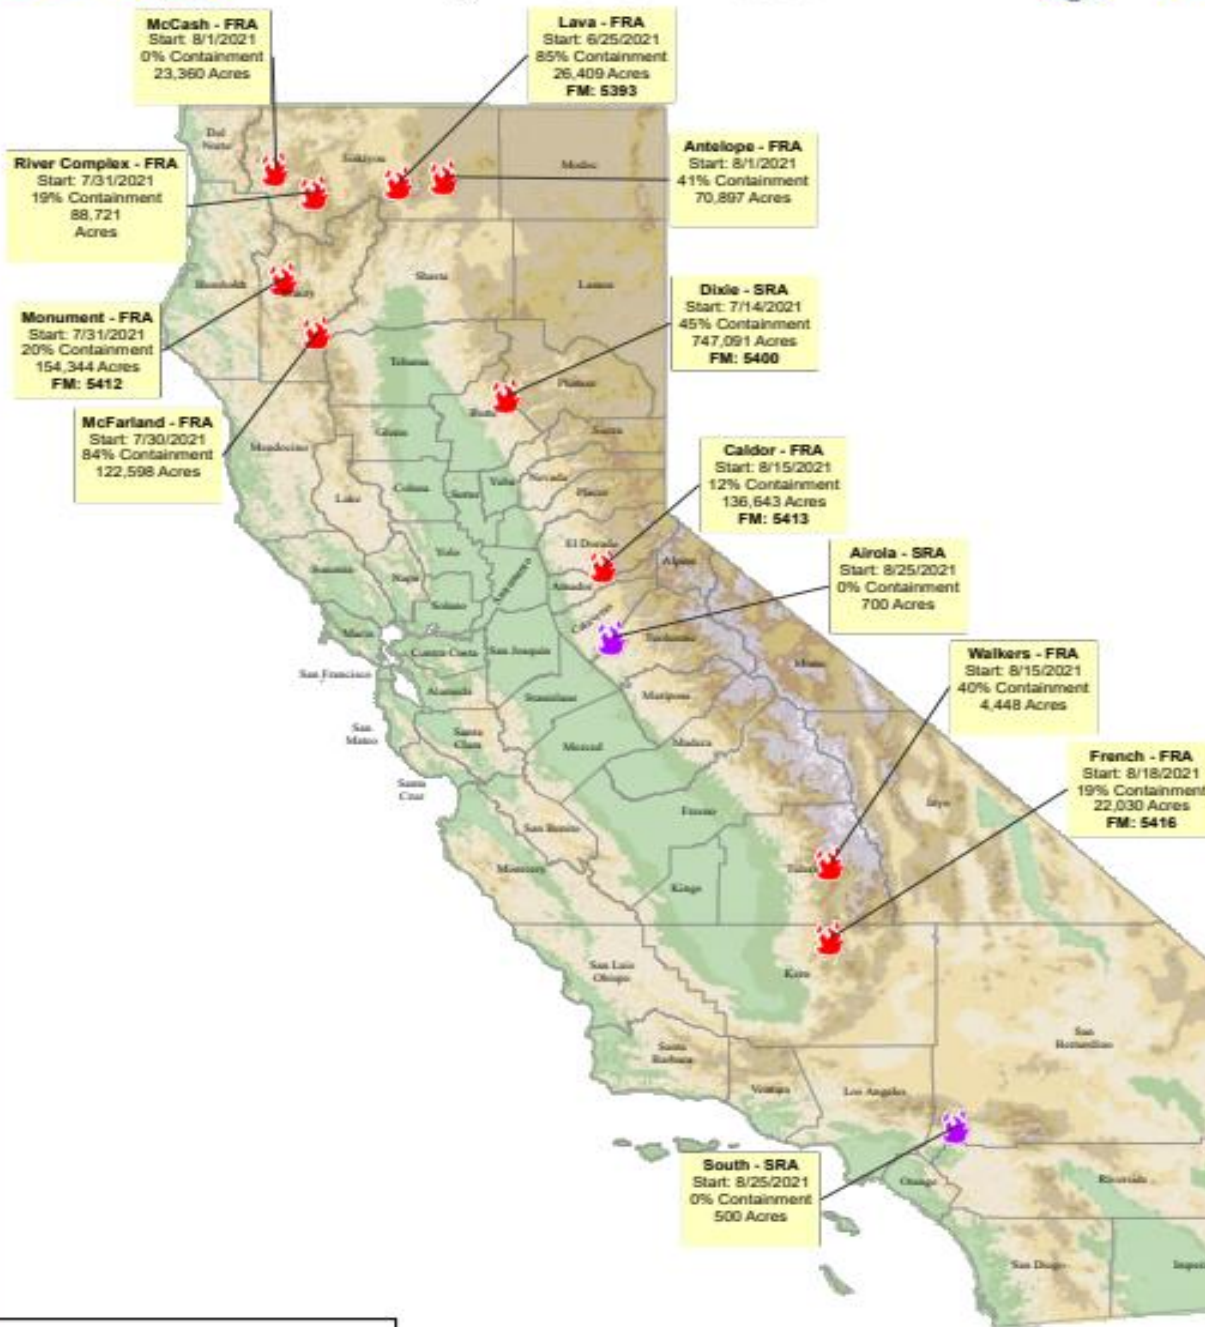 McCash - FRA
Start: 8/1/2021
0% Containment
23,360 Acres
Lava - FRA
Start: 6/25/2021
85% Containment
26,409 Acres
FM: 5393
Antelope - FRA
Start: 8/1/2021
41% Containment
70,897 Acres
River Complex - FRA
Start: 7/31/2021
19% Containment
88,721
Acres
Dixie - SRA
Start: 7/14/2021
45% Containment
747,091 Acres
FM: 5400
Monument - FRA
Start: 7/31/2021
20% Containment
154,344 Acres
FM: 5412
McFarland - FRA
Start: 7/30/2021
84% Containment
122,598 Acres
Caldor - FRA
Start: 8/15/2021
12% Containment
136,643 Acres
FM: 5413
Airola - SRA
Start: 8/25/2021
0% Containment
700 Acres
Walkers - FRA
Start: 8/15/2021
40% Containment
4,448 Acres
French - FRA
Start: 8/18/2021
19% Containment
22,030 Acres
FM: 5416
South - SRA
Start: 8/25/2021
0% Containment
500 Acres
Del
Norte
Siskiyou
Modoc
Humboldt
Shasta
Lassen
Tehama
Plumas
Mendocino
Glenn
Sierra
Lake
Colusa
Sutter
Yuba
Nevada
Placer
El Dorado
Yolo
Sonoma
Napa
Sacramento
Amador
Alpine
Solano
Calaveras
Tuolumne
Marin
Contra Costa
San Joaquin
Mono
San Francisco
Alameda
Stanislaus
Mariposa
San
Mateo
Santa
Clara
Merced
Madera
Santa
Cruz
Fresno
Inyo
San Benito
Monterey
Kings
San Luis
Obispo
Kern
Santa
Barbara
San
Bernardino
Ventura
Los Angeles
Orange
Riverside
San Diego